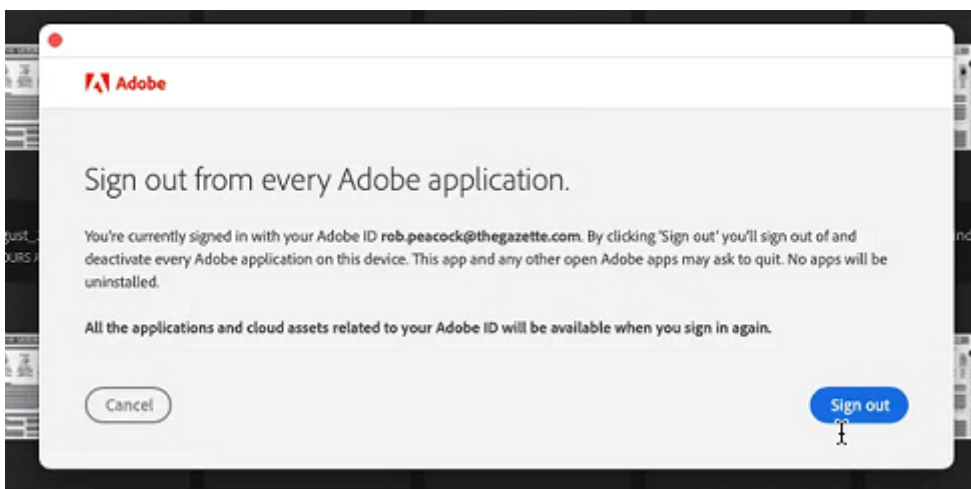 Adobe
Sign out from every Adobe application.
You're currently signed in with your Adobe ID rob.peacock@thegazette.com. By clicking 'Sign out' you'll sign out of and
deactivate every Adobe application on this device. This app and any other open Adobe apps may ask to quit. No apps will be
uninstalled.
All the applications and cloud assets related to your Adobe ID will be available when you sign in again.
Cancel
Sign out